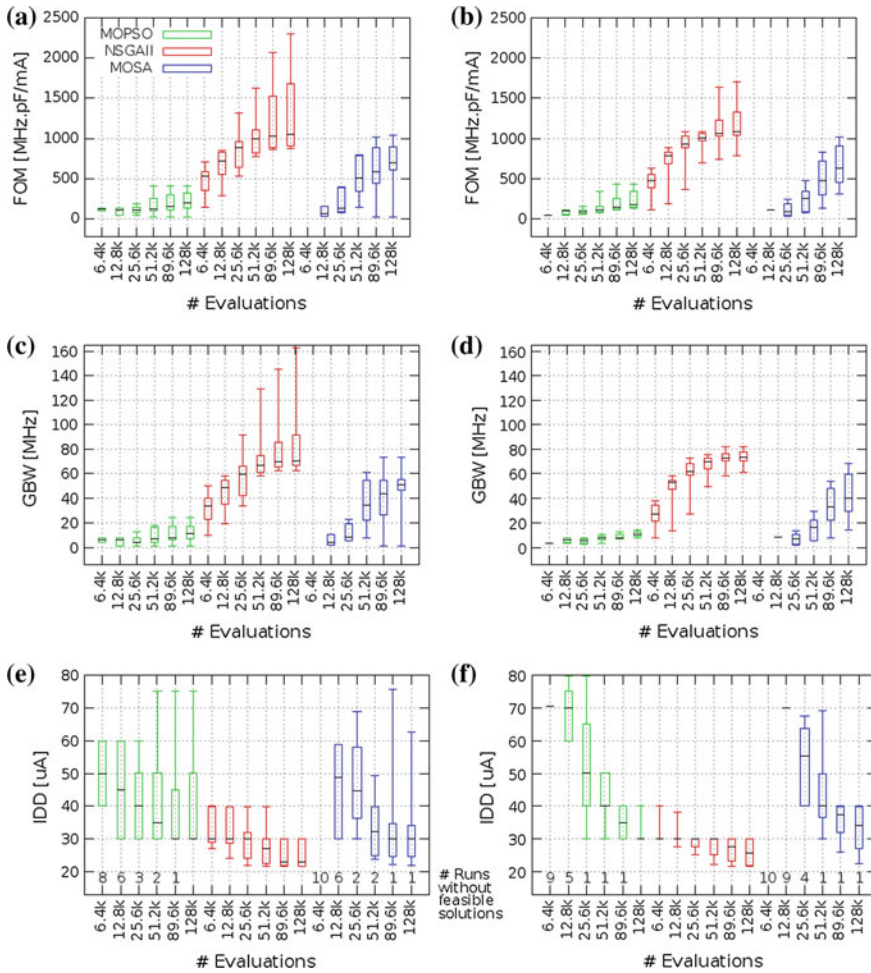 (a)
MOPSO
NSGAII
MOSA
FOM [MHz.pF/mA]
2500
2000
1500
1000
500
0
6.4k 12.8k 25.6k 51.2k 89.6k 128k 6.4k 12.8k 25.6k 51.2k 89.6k 128k 6.4k 12.8k 25.6k 51.2k 89.6k 128k
# Evaluations
(b)
FOM [MHz.pF/mA]
2500
2000
1500
1000
500
0
6.4k 12.8k 25.6k 51.2k 89.6k 128k 6.4k 12.8k 25.6k 51.2k 89.6k 128k 6.4k 12.8k 25.6k 51.2k 89.6k 128k
# Evaluations
(c)
GBW [MHz]
160
140
120
100
80
60
40
20
0
6.4k 12.8k 25.6k 51.2k 89.6k 128k 6.4k 12.8k 25.6k 51.2k 89.6k 128k 6.4k 12.8k 25.6k 51.2k 89.6k 128k
# Evaluations
(d)
GBW [MHz]
160
140
120
100
80
60
40
20
0
6.4k 12.8k 25.6k 51.2k 89.6k 128k 6.4k 12.8k 25.6k 51.2k 89.6k 128k 6.4k 12.8k 25.6k 51.2k 89.6k 128k
# Evaluations
(e)
IDD [uA]
80
70
60
50
40
30
20
8 6 3 2 1 10 6 2 2 1 1
6.4k 12.8k 25.6k 51.2k 89.6k 128k 6.4k 12.8k 25.6k 51.2k 89.6k 128k 6.4k 12.8k 25.6k 51.2k 89.6k 128k
# Evaluations
# Runs
without
feasible
solutions
(f)
IDD [uA]
80
70
60
50
40
30
20
9 5 1 1 1 10 9 4 1 1 1
6.4k 12.8k 25.6k 51.2k 89.6k 128k 6.4k 12.8k 25.6k 51.2k 89.6k 128k 6.4k 12.8k 25.6k 51.2k 89.6k 128k
# Evaluations